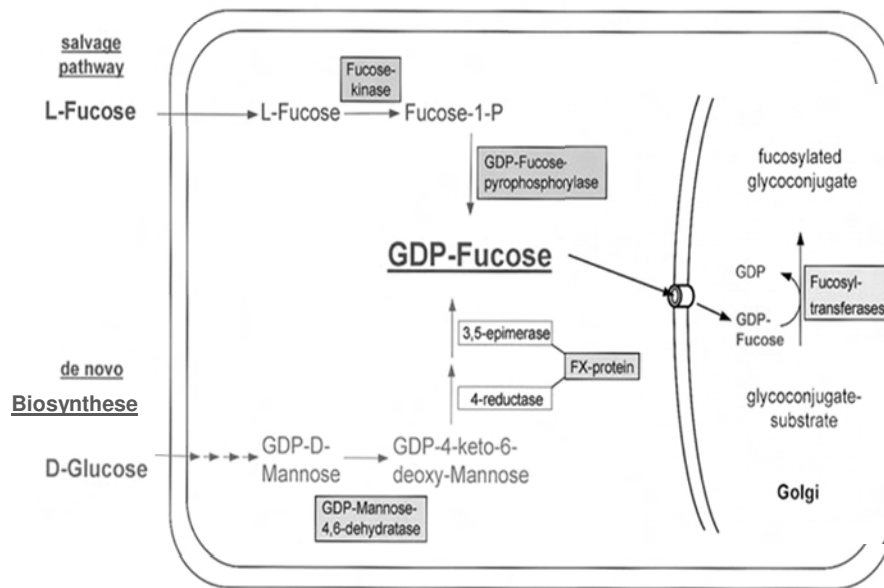 salvage
pathway
L-Fucose
L-Fucose
Fucose-
kinase
Fucose-1-P
GDP-Fucose-
pyrophosphorylase
GDP-Fucose
3,5-epimerase
FX-protein
4-reductase
de novo
Biosynthese
D-Glucose
GDP-D-
Mannose
GDP-4-keto-6-
deoxy-Mannose
GDP-Mannose-
4,6-dehydratase
fucosylated
glycoconjugate
GDP
Fucosyl-
transferases
GDP-
Fucose
glycoconjugate-
substrate
Golgi